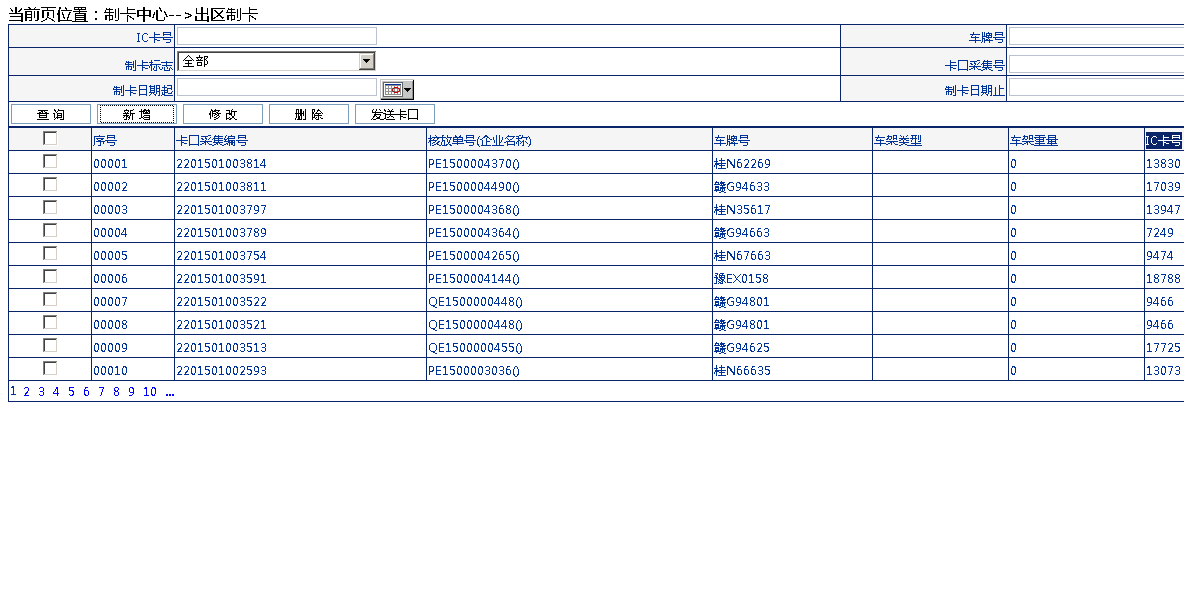 当前页位置：制卡中心-->出区制卡
IC卡号 车牌号
制卡标志 全部 卡口采集号
制卡日期起 制卡日期止
查 询 新 增 修 改 删 除 发送卡口
序号 卡口采集编号 核放单号(企业名称) 车牌号 车架类型 车架重量 IC卡号
00001 2201501003814 PE1500004370() 桂N62269 0 13830
00002 2201501003811 PE1500004490() 赣G94633 0 17039
00003 2201501003797 PE1500004368() 桂N35617 0 13947
00004 2201501003789 PE1500004364() 赣G94663 0 7249
00005 2201501003754 PE1500004265() 桂N67663 0 9474
00006 2201501003591 PE1500004144() 豫EX0158 0 18788
00007 2201501003522 QE1500000448() 赣G94801 0 9466
00008 2201501003521 QE1500000448() 赣G94801 0 9466
00009 2201501003513 QE1500000455() 赣G94625 0 17725
00010 2201501002593 PE1500003036() 桂N66635 0 13073
1 2 3 4 5 6 7 8 9 10 ...